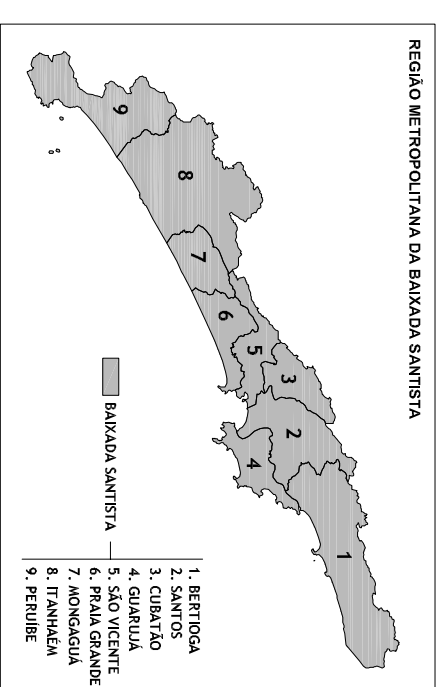 REGIÃO METROPOLITANA DA BAIXADA SANTISTA
9
8
7
6
5
3
2
4
1
BAIXADA SANTISTA
1. BERTIOGA
2. SANTOS
3. CUBATÃO
4. GUARUJÁ
5. SÃO VICENTE
6. PRAIA GRANDE
7. MONGAGUÁ
8. ITANHAÉM
9. PERUÍBE